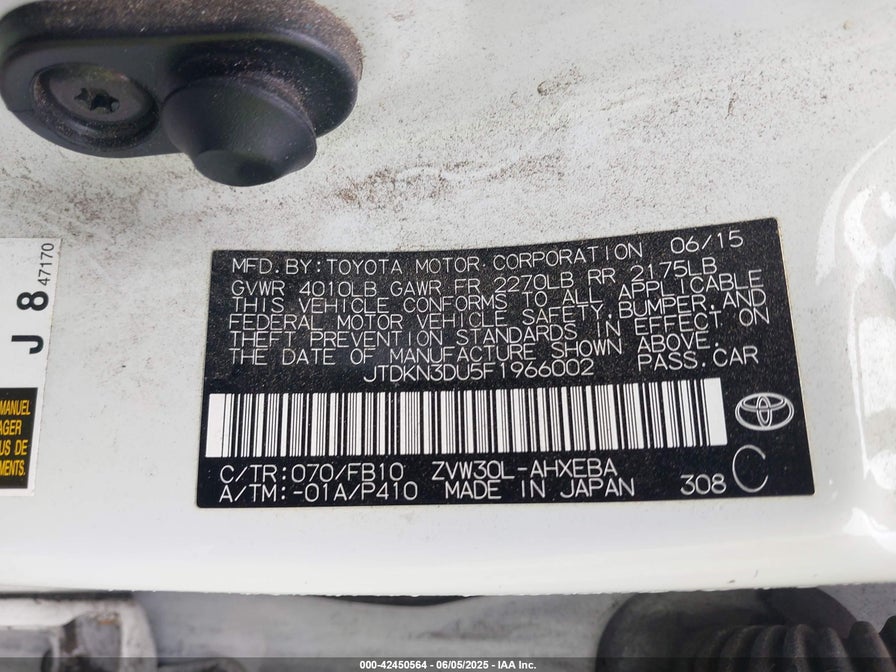 MFD.BY:TOYOTA MOTOR CORPORATION 06/15
GVWR 4010LB GAWR FR 2270LB RR 2175LB
THIS VEHICLE CONFORMS TO ALL APPLICABLE
FEDERAL MOTOR VEHICLE SAFETY,BUMPER,AND
THEFT PREVENTION STANDARDS IN EFFECT ON
THE DATE OF MANUFACTURE SHOWN ABOVE.
JTDKN3DU5F1966002 PASS.CAR
C/TR:070/FB10 ZVW30L-AHXEBA
A/TM:-01A/P410 MADE IN JAPAN 308 C
J 8 47170
MANUEL
AGER
US DE
MENTS.
000-42450564 - 06/05/2025 - IAA Inc.